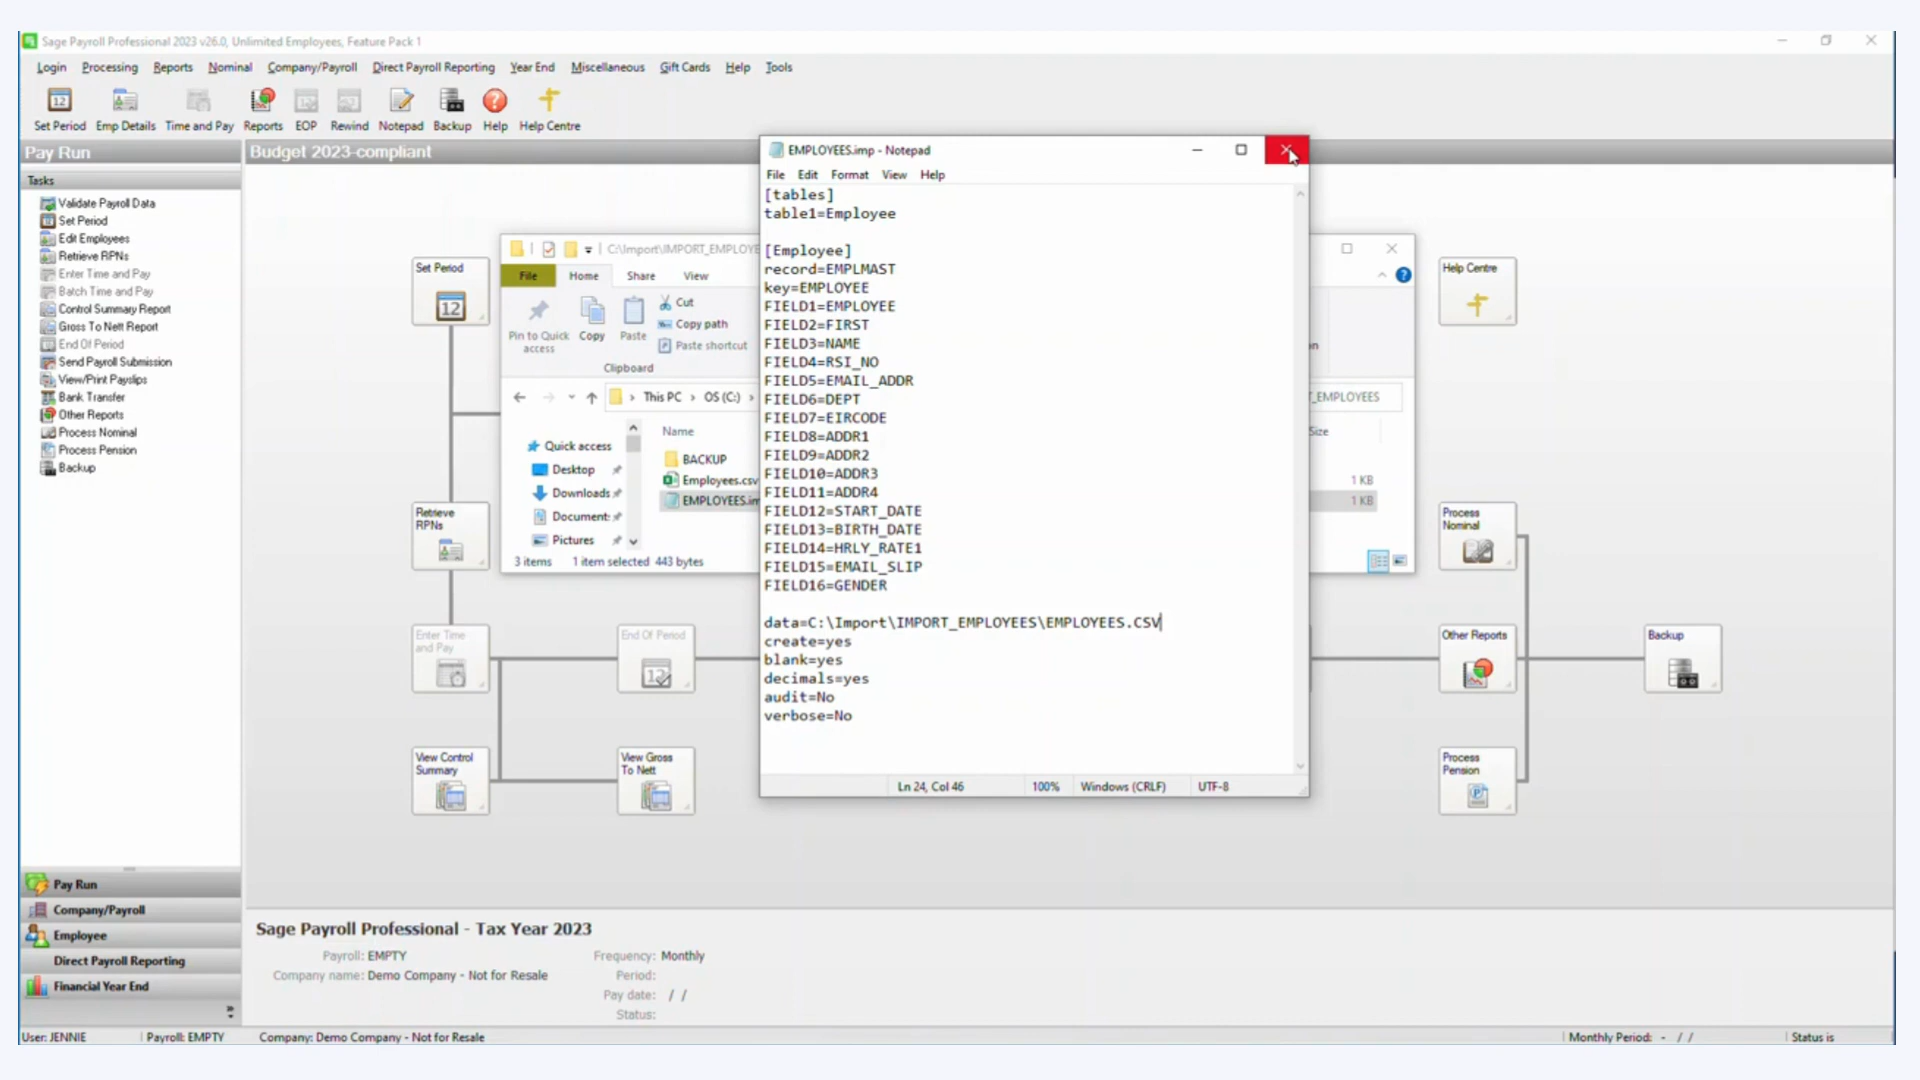 Sage Payroll Professional 2023 v26.0, Unlimited Employees, Feature Pack 1
Login Processing Reports Nominal Company/Payroll Direct Payroll Reporting Year End Miscellaneous Gift Cards Help Tools
Set Period Emp Details Time and Pay Reports EOP Rewind Notepad Backup Help Help Centre
Pay Run
Tasks
Validate Payroll Data
Set Period
Edit Employees
Retrieve RPNs
Enter Time and Pay
Batch Time and Pay
Control Summary Report
Gross To Nett Report
End Of Period
Send Payroll Submission
View/Print Payslips
Bank Transfer
Other Reports
Process Nominal
Process Pension
Backup
Pay Run
Company/Payroll
Employee
Direct Payroll Reporting
Financial Year End
Budget 2023-compliant
Set Period
12
Retrieve
RPNs
Enter Time
and Pay
End Of Period
12
View Control
Summary
View Gross
To Nett
C:\Import\IMPORT_EMPLOYE
File Home Share View
Pin to Quick
access
Copy
Paste
Cut
Copy path
Paste shortcut
Clipboard
This PC > OS (C:) >
T_EMPLOYEES
Name
Size
Quick access
Desktop
Downloads
Document:
Pictures
BACKUP
Employees.csv
1 KB
EMPLOYEES.im
1 KB
3 items 1 item selected 443 bytes
EMPLOYEES.imp - Notepad
File Edit Format View Help
[tables]
table1=Employee
[Employee]
record=EMPLMAST
key=EMPLOYEE
FIELD1=EMPLOYEE
FIELD2=FIRST
FIELD3=NAME
FIELD4=RSI_NO
FIELD5=EMAIL_ADDR
FIELD6=DEPT
FIELD7=EIRCODE
FIELD8=ADDR1
FIELD9=ADDR2
FIELD10=ADDR3
FIELD11=ADDR4
FIELD12=START_DATE
FIELD13=BIRTH_DATE
FIELD14=HRLY_RATE1
FIELD15=EMAIL_SLIP
FIELD16=GENDER
data=C:\Import\IMPORT_EMPLOYEES\EMPLOYEES.CSV
create=yes
blank=yes
decimals=yes
audit=No
verbose=No
Ln 24, Col 46 100% Windows (CRLF) UTF-8
Help Centre
Process
Nominal
Other Reports
Backup
Process
Pension
Sage Payroll Professional - Tax Year 2023
Payroll: EMPTY
Company name: Demo Company - Not for Resale
Frequency: Monthly
Period:
Pay date: / /
Status:
User: JENNIE Payroll: EMPTY Company: Demo Company - Not for Resale Monthly Period: - / / Status is